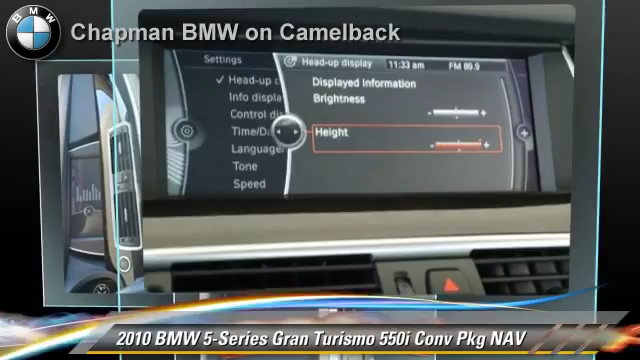 BMW
Chapman BMW on Camelback
Settings
Head-up display
11:33 am
FM 89.9
Head-up d
Info displa
Control di
Time/Da
Language/
Tone
Speed
Displayed Information
Brightness
- +
Height
- +
2010 BMW 5-Series Gran Turismo 550i Conv Pkg NAV